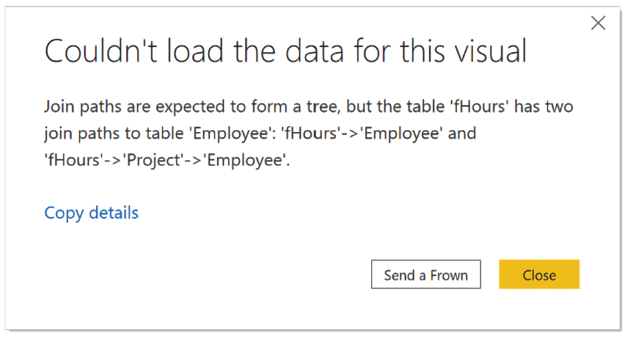 Couldn't load the data for this visual
Join paths are expected to form a tree, but the table 'fHours' has two
join paths to table 'Employee': 'fHours'->'Employee' and
'fHours'->'Project'->'Employee'.
Copy details
Send a Frown
Close